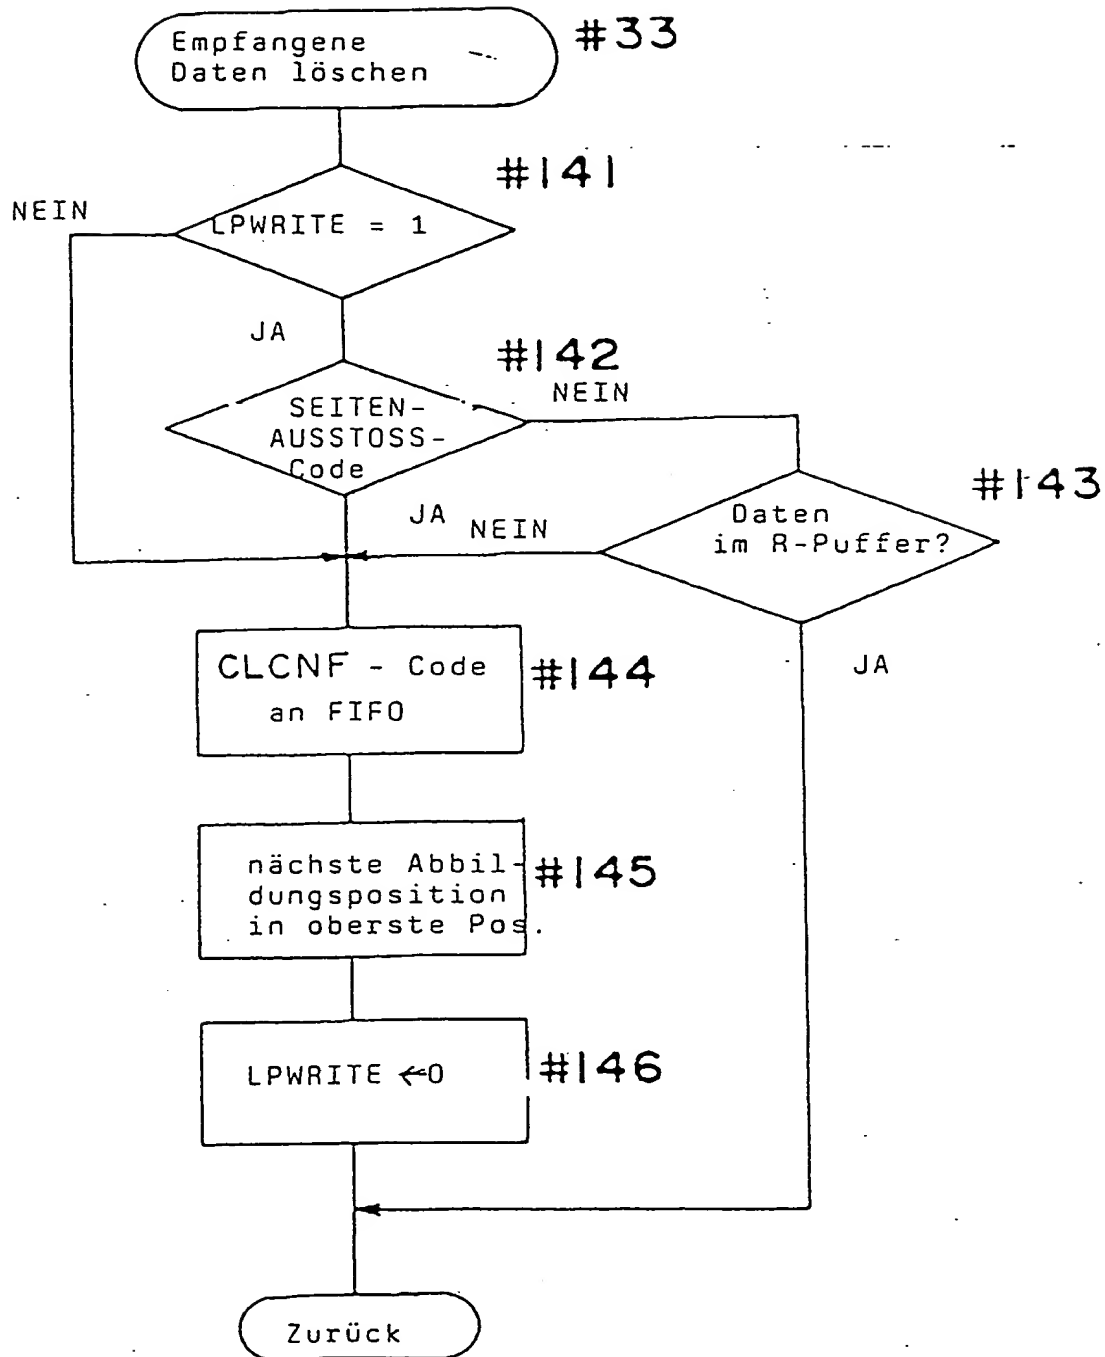 Empfangene
Daten löschen
#33
#141
NEIN
LPWRITE = 1
JA
#142
NEIN
SEITEN-
AUSSTOSS-
Code
#143
JA
NEIN
Daten
im R-Puffer?
CLCNF - Code
an FIFO
#144
JA
nächste Abbil-
dungsposition
in oberste Pos.
#145
LPWRITE ←0
#146
Zurück